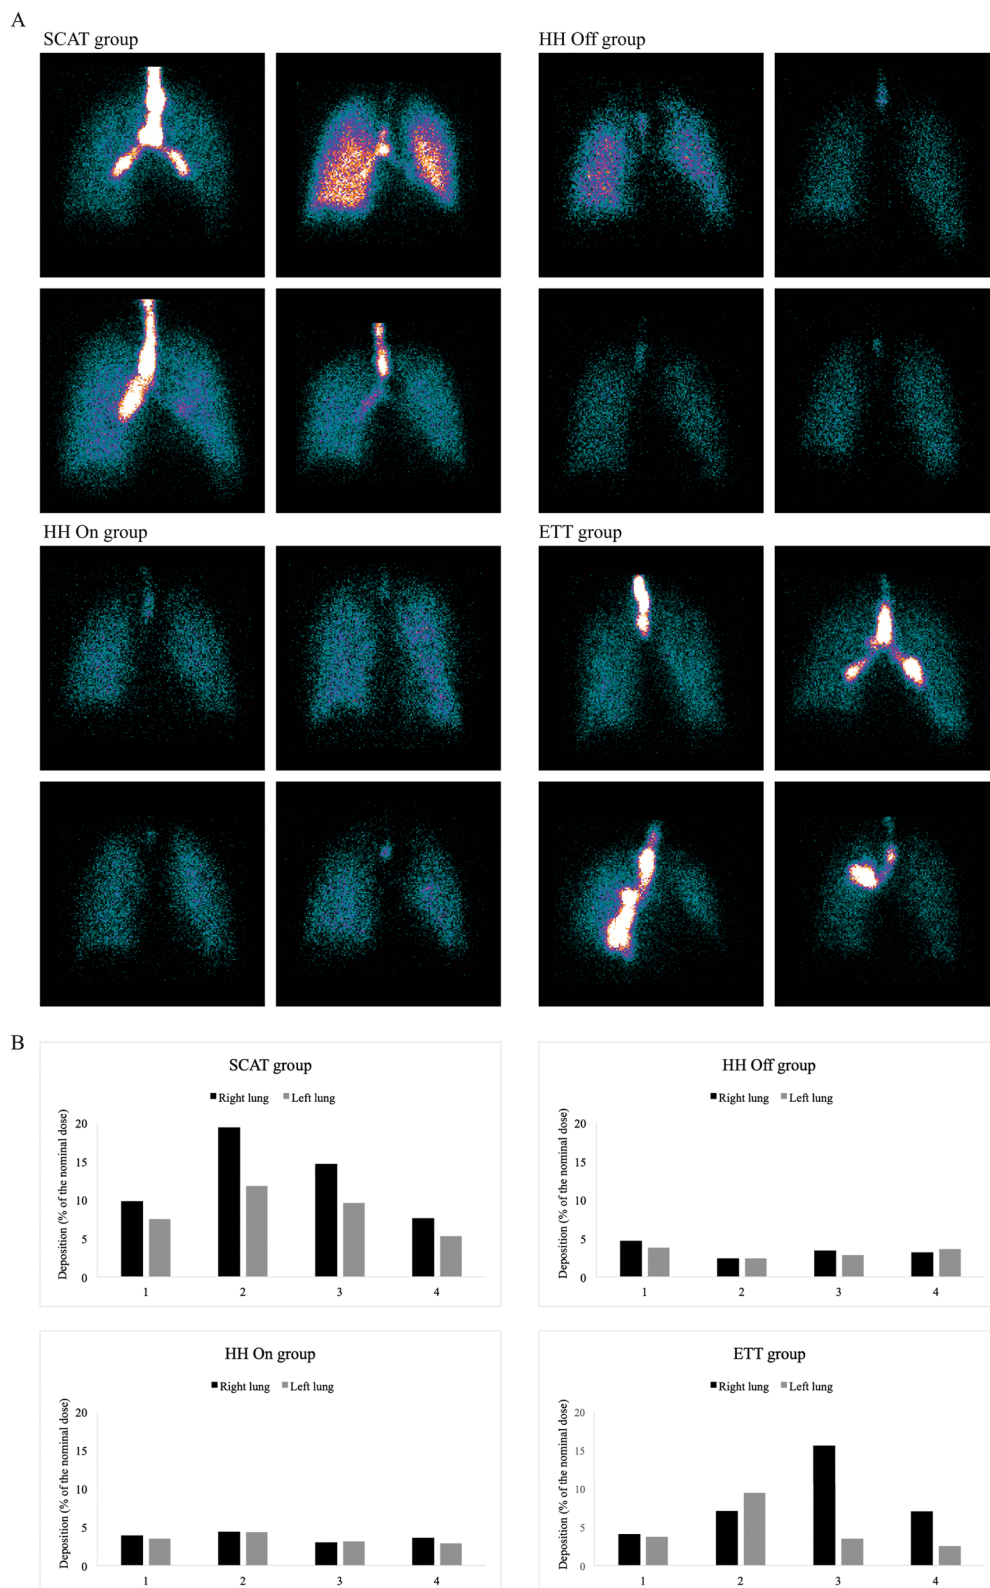 A
SCAT group
HH Off group
HH On group
ETT group
B
SCAT group
Right lung Left lung
Deposition (% of the nominal dose)
20
15
10
5
0
1 2 3 4
HH Off group
Right lung Left lung
Deposition (% of the nominal dose)
20
15
10
5
0
1 2 3 4
HH On group
Right lung Left lung
Deposition (% of the nominal dose)
20
15
10
5
0
1 2 3 4
ETT group
Right lung Left lung
Deposition (% of the nominal dose)
20
15
10
5
0
1 2 3 4